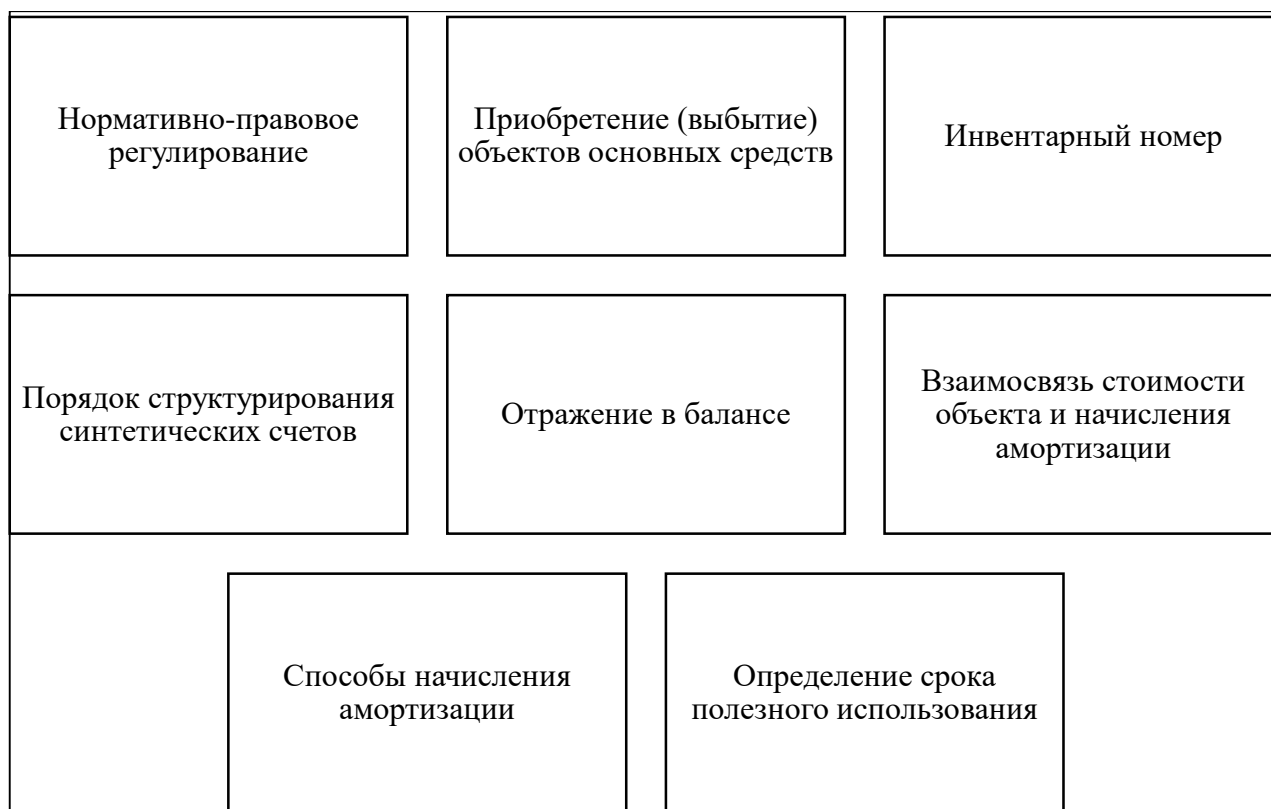 Нормативно-правовое
регулирование
Приобретение (выбытие)
объектов основных средств
Инвентарный номер
Порядок структурирования
синтетических счетов
Отражение в балансе
Взаимосвязь стоимости
объекта и начисления
амортизации
Способы начисления
амортизации
Определение срока
полезного использования